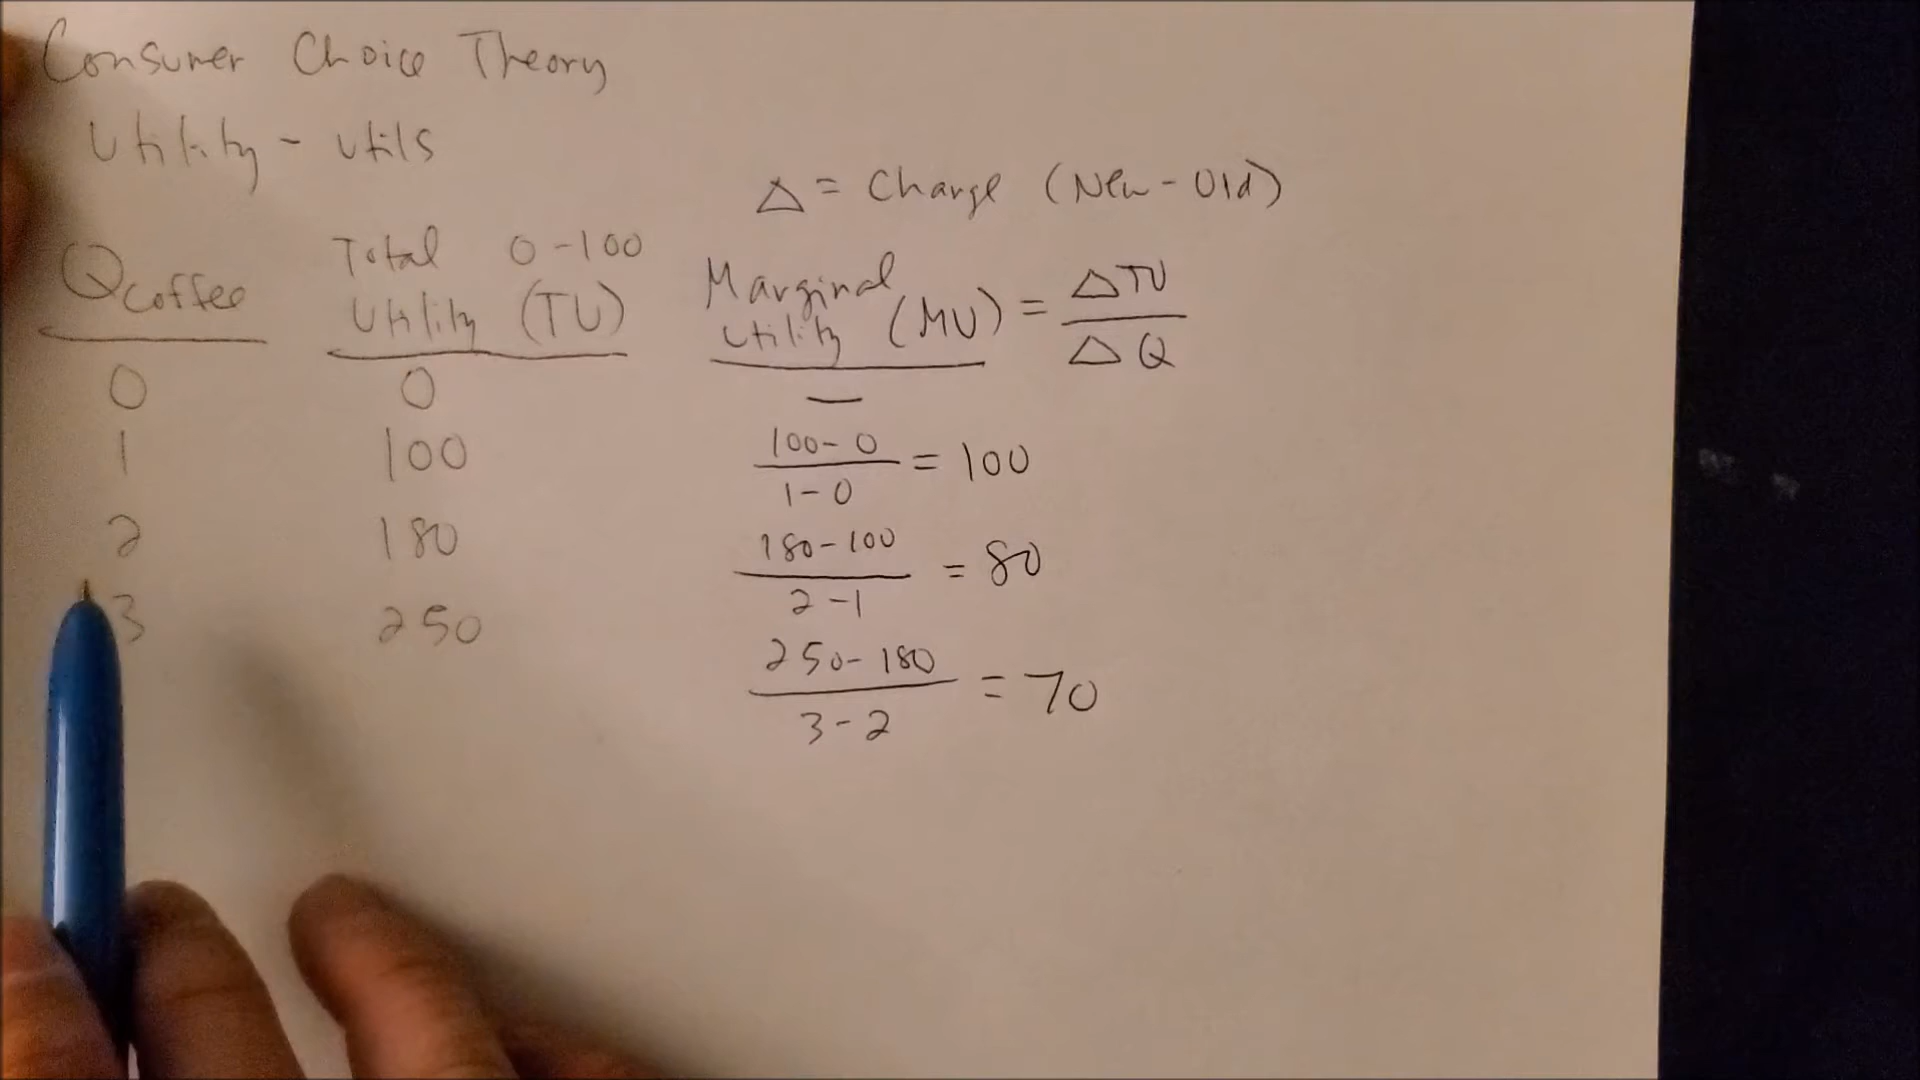 Consumer Choice Theory
Utility - utils
Δ = Change (New - Old)
Qcoffee
Total 0-100
Utility (TU)
Marginal
Utility (MU) = ΔTU / ΔQ
0 0 —
1 100 100-0 / 1-0 = 100
2 180 180-100 / 2-1 = 80
3 250 250-180 / 3-2 = 70